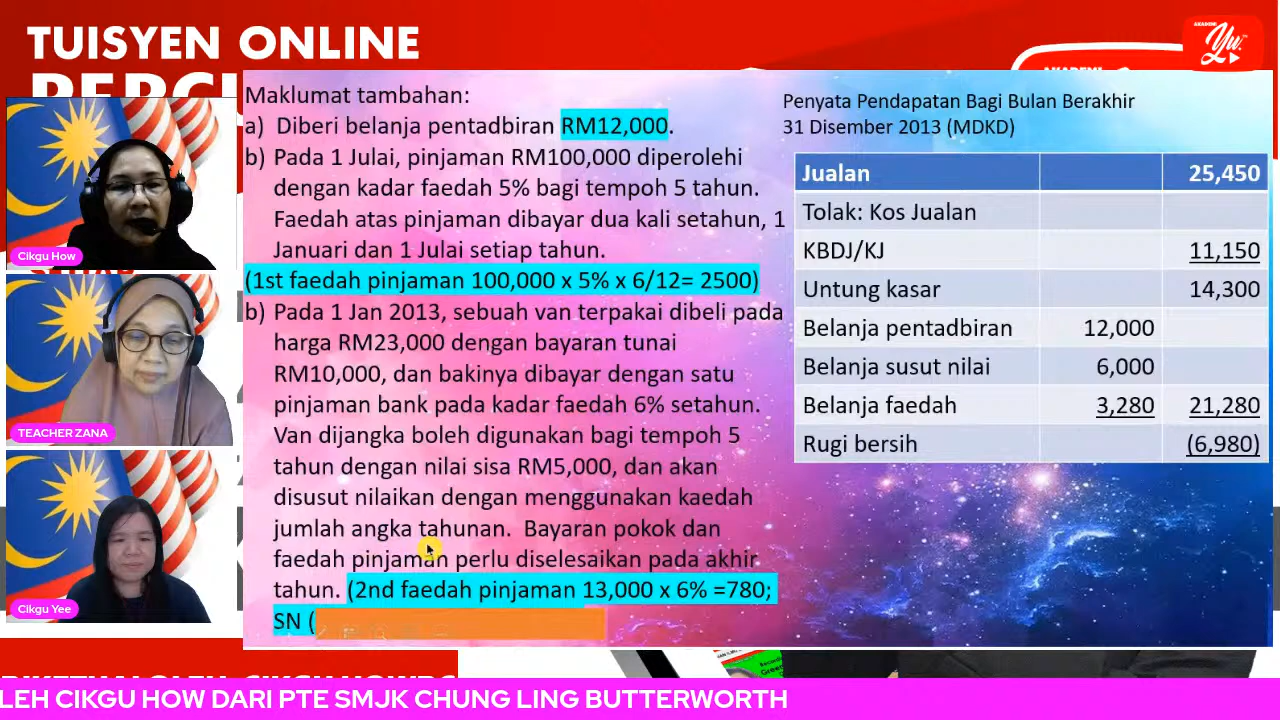 TUISYEN ONLINE
AKADEMI
Yu
Maklumat tambahan:
a) Diberi belanja pentadbiran RM12,000.
b) Pada 1 Julai, pinjaman RM100,000 diperolehi
dengan kadar faedah 5% bagi tempoh 5 tahun.
Faedah atas pinjaman dibayar dua kali setahun, 1
Januari dan 1 Julai setiap tahun.
(1st faedah pinjaman 100,000 x 5% x 6/12= 2500)
b) Pada 1 Jan 2013, sebuah van terpakai dibeli pada
harga RM23,000 dengan bayaran tunai
RM10,000, dan bakinya dibayar dengan satu
pinjaman bank pada kadar faedah 6% setahun.
Van dijangka boleh digunakan bagi tempoh 5
tahun dengan nilai sisa RM5,000, dan akan
disusut nilaikan dengan menggunakan kaedah
jumlah angka tahunan. Bayaran pokok dan
faedah pinjaman perlu diselesaikan pada akhir
tahun. (2nd faedah pinjaman 13,000 x 6% =780;
SN (
Penyata Pendapatan Bagi Bulan Berakhir
31 Disember 2013 (MDKD)
Jualan 25,450
Tolak: Kos Jualan
KBDJ/KJ 11,150
Untung kasar 14,300
Belanja pentadbiran 12,000
Belanja susut nilai 6,000
Belanja faedah 3,280 21,280
Rugi bersih (6,980)
Cikgu How
TEACHER ZANA
Cikgu Yee
LEH CIKGU HOW DARI PTE SMJK CHUNG LING BUTTERWORTH